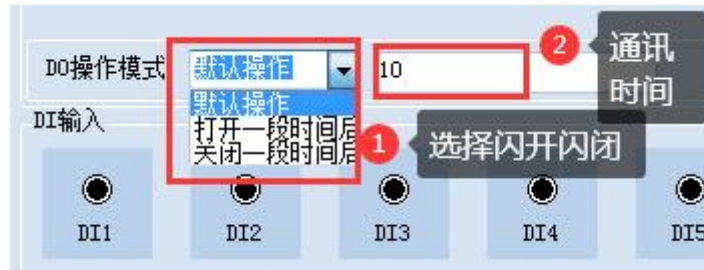 DO操作模式
默认操作
10
2
通讯
时间
默认操作
打开一段时间后
关闭一段时间后
1
选择闪开闪闭
DI输入
DI1
DI2
DI3
DI4
DI5